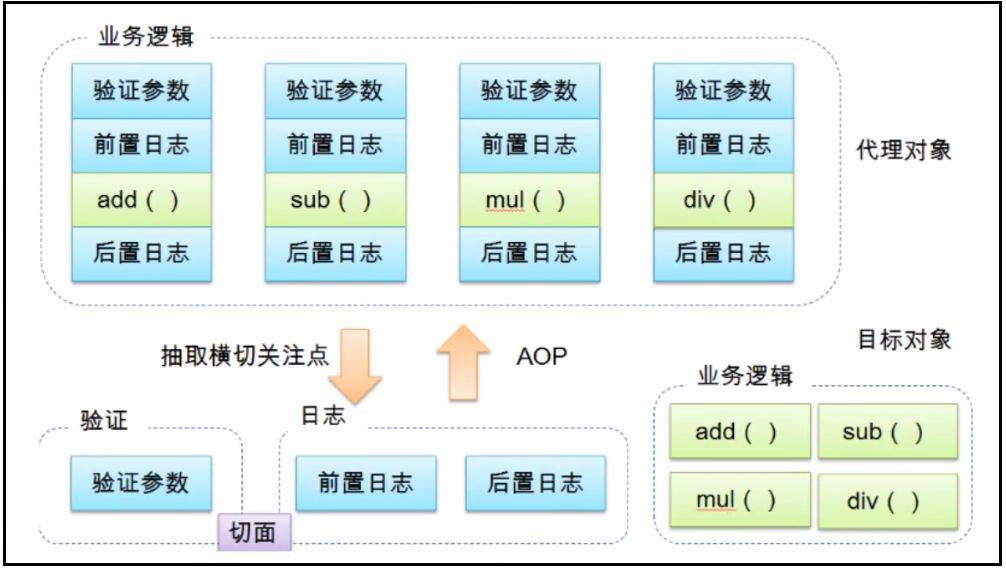 业务逻辑
验证参数 验证参数 验证参数 验证参数
前置日志 前置日志 前置日志 前置日志
代理对象
add（ ） sub（ ） mul（ ） div（ ）
后置日志 后置日志 后置日志 后置日志
抽取横切关注点 AOP
目标对象
业务逻辑
验证 日志
add（ ） sub（ ）
验证参数 前置日志 后置日志
mul（ ） div（ ）
切面